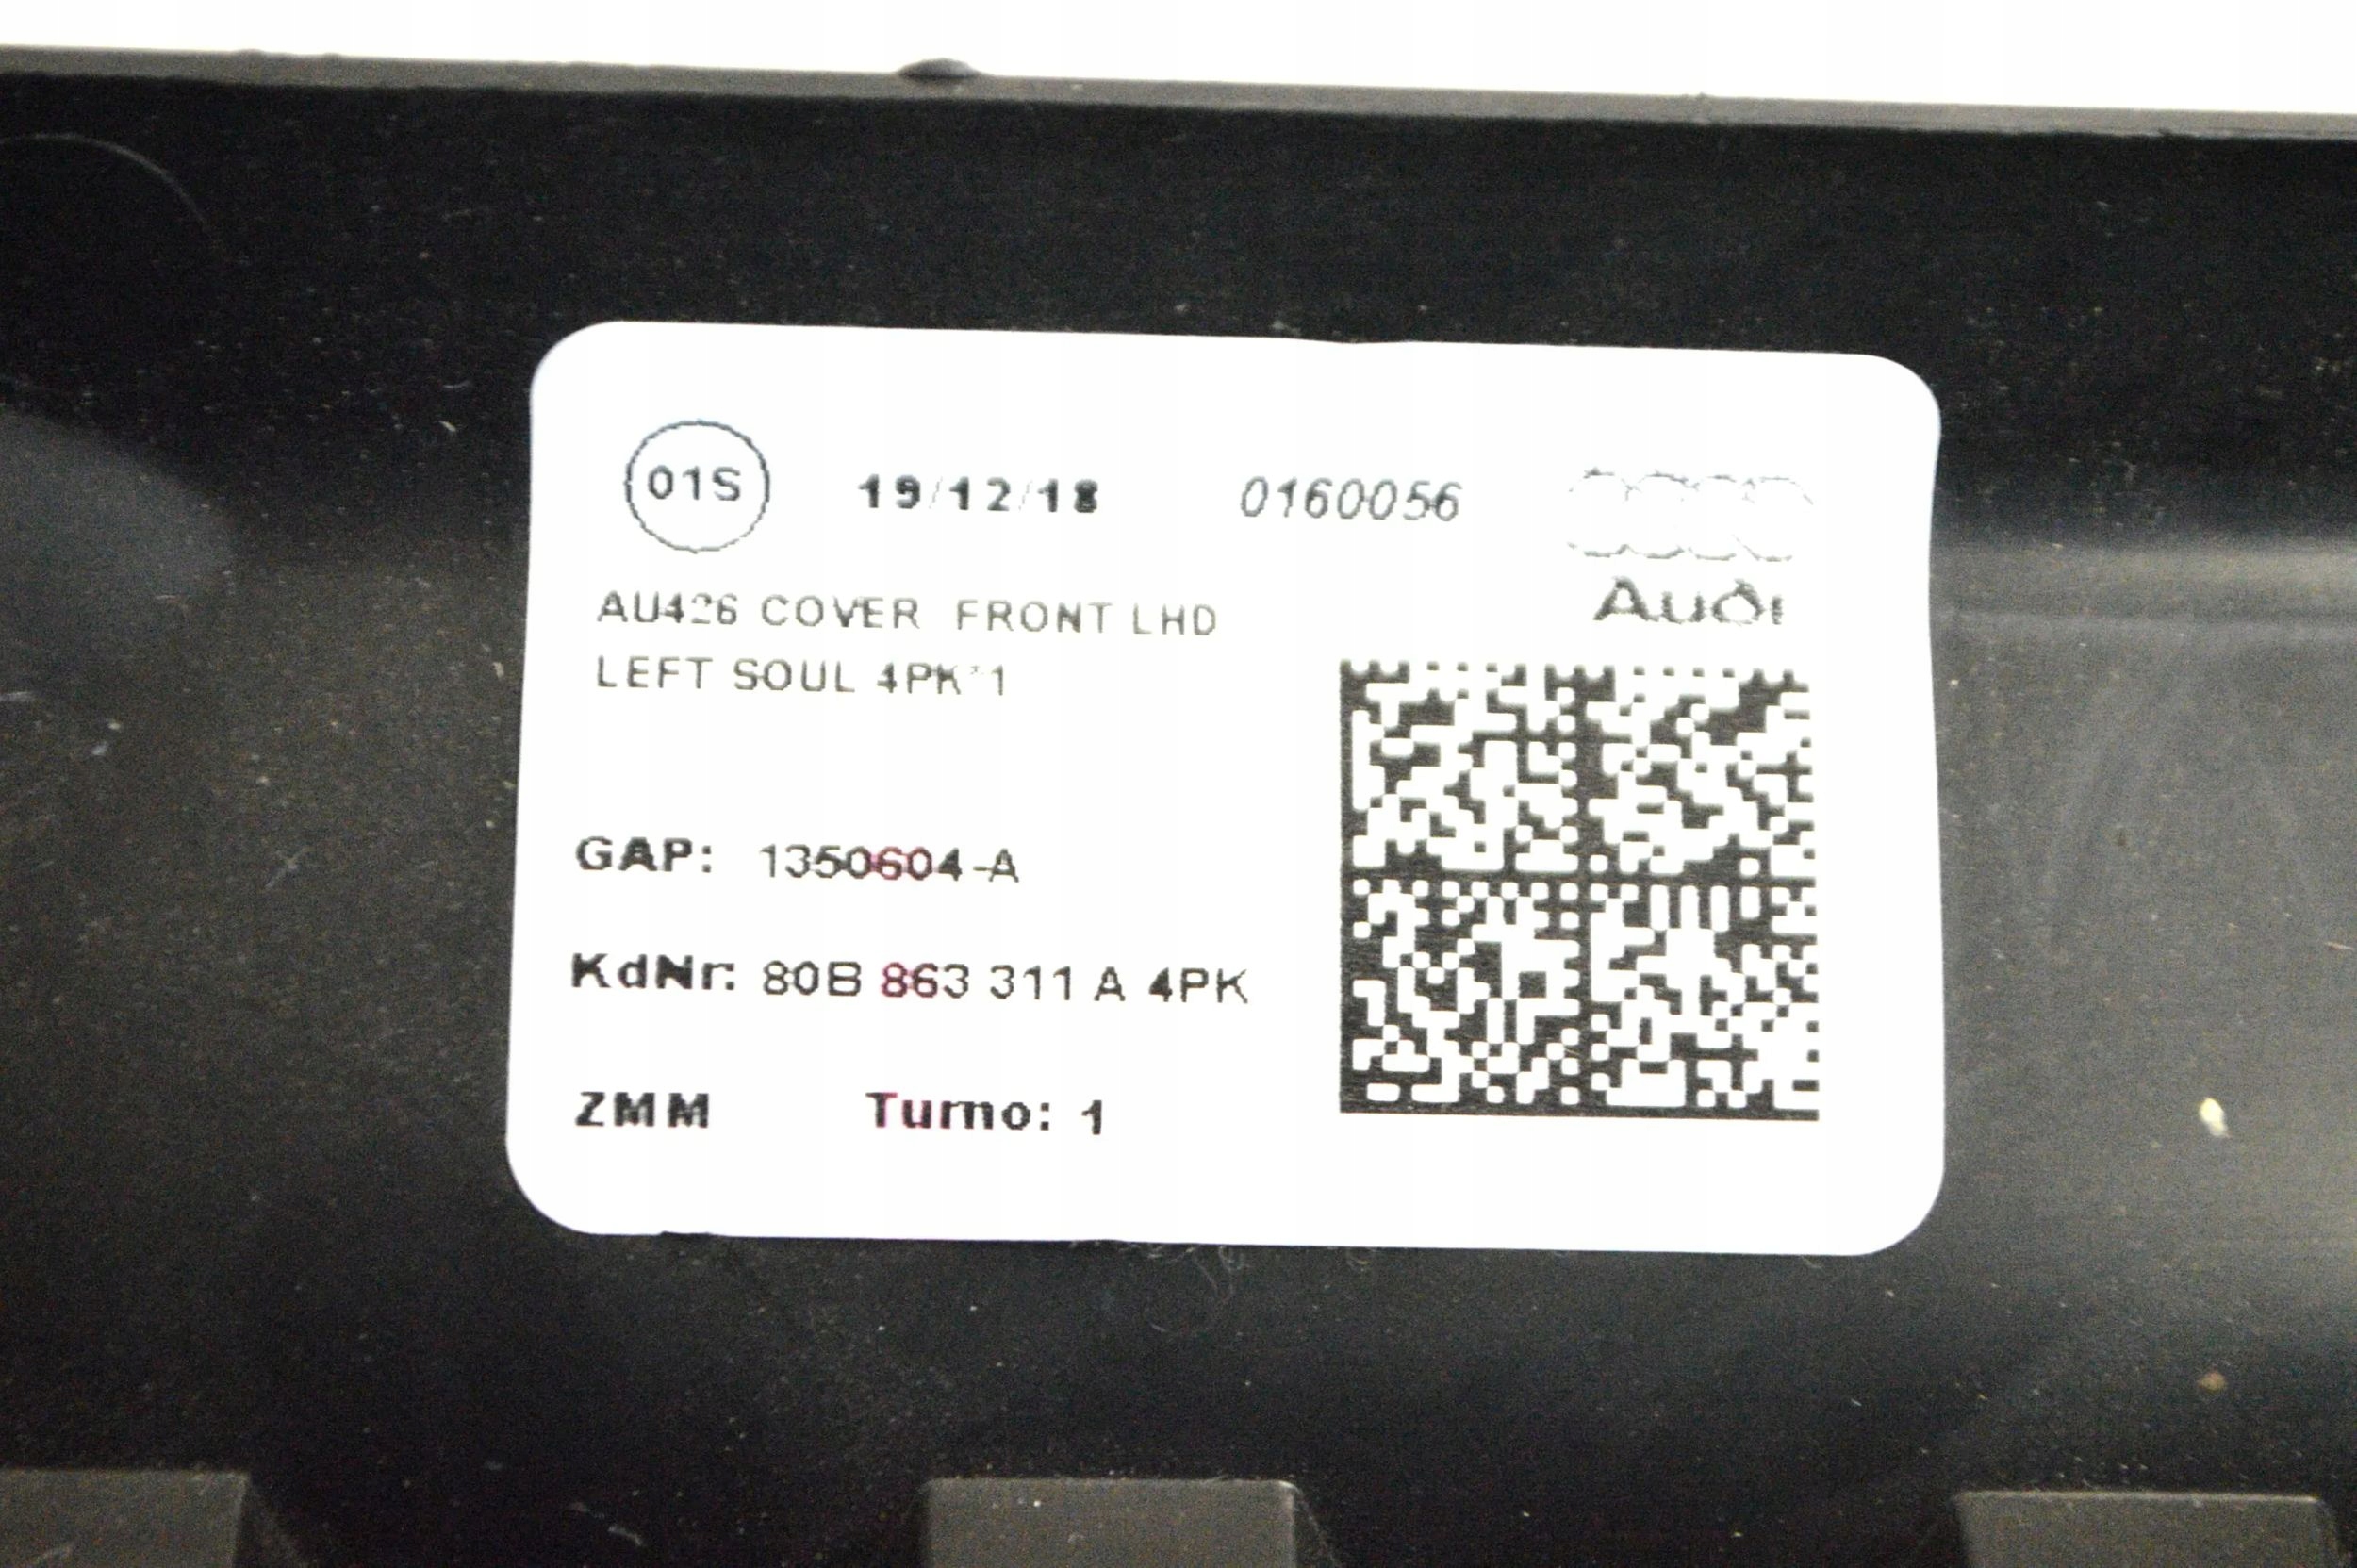 01S 19/12/18 0160056
Audi
AU426 COVER FRONT LHD
LEFT SOUL 4PK*1
GAP: 1350604-A
KdNr: 80B 863 311 A 4PK
ZMM Turno: 1